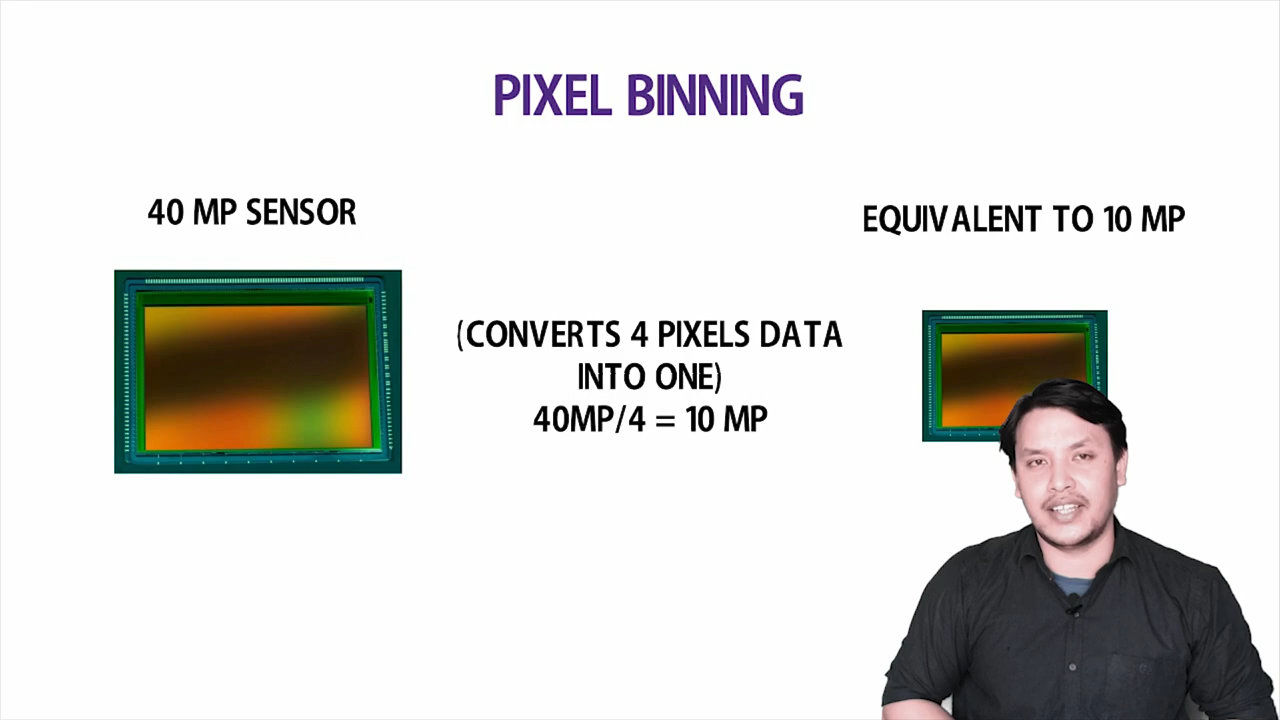 PIXEL BINNING
40 MP SENSOR
EQUIVALENT TO 10 MP
(CONVERTS 4 PIXELS DATA
INTO ONE)
40MP/4 = 10 MP